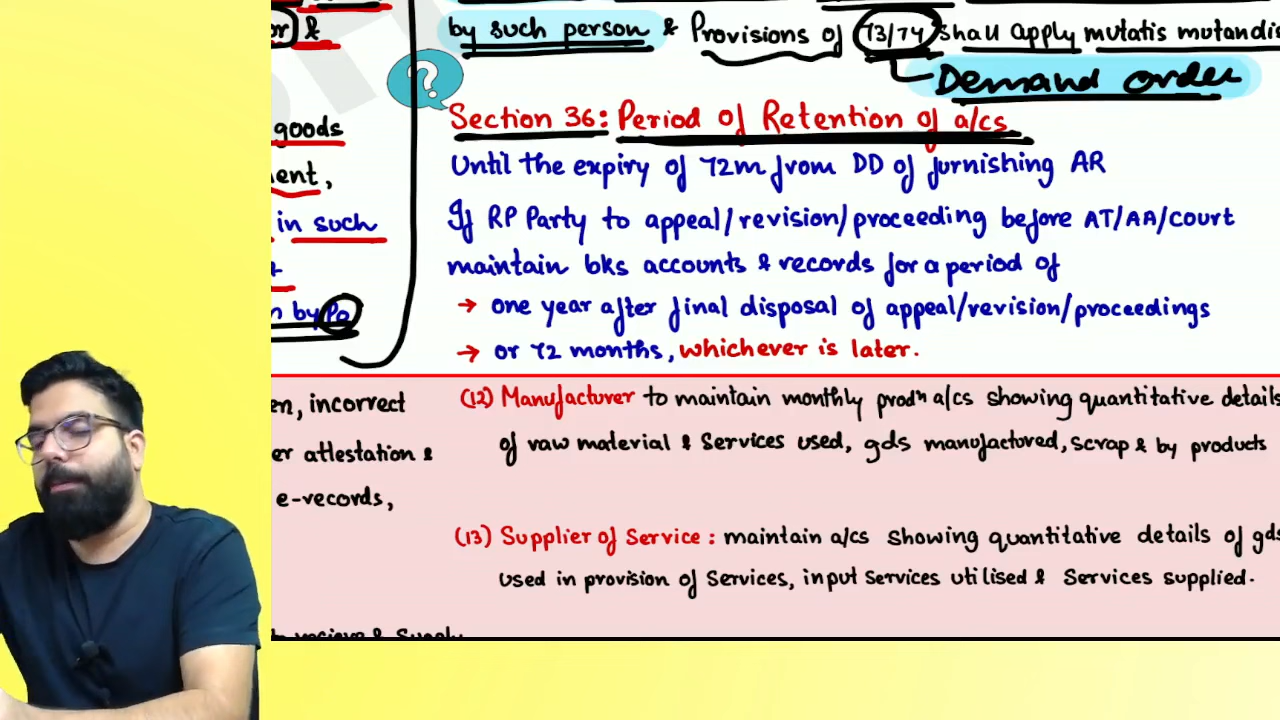 or &
goods
ent,
in such
n by Po
by such person & Provisions of 73/74 shall apply mutatis mutandis
Demand order
?
Section 36: Period of Retention of a/cs
Until the expiry of 72m from DD of furnishing AR
If RP Party to appeal/revision/proceeding before AT/AA/court
maintain bks accounts & records for a period of
→ one year after final disposal of appeal/revision/proceedings
→ or 72 months, whichever is later.
en, incorrect
er attestation &
e-records,
(12) Manufacturer to maintain monthly prodn a/cs showing quantitative details
of raw material & Services used, gds manufactured, scrap & by products
(13) Supplier of Service: maintain a/cs showing quantitative details of gds
used in provision of Services, input Services utilised & Services supplied.